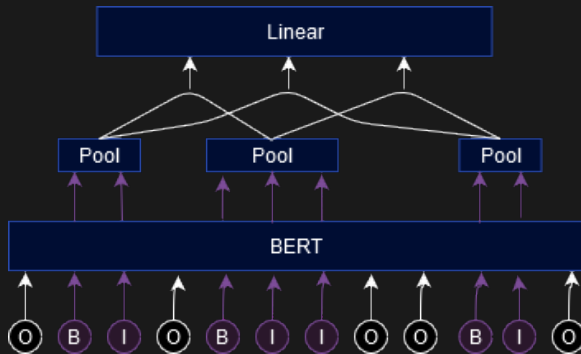 Linear
Pool Pool Pool
BERT
O B I O B I I O O B I O